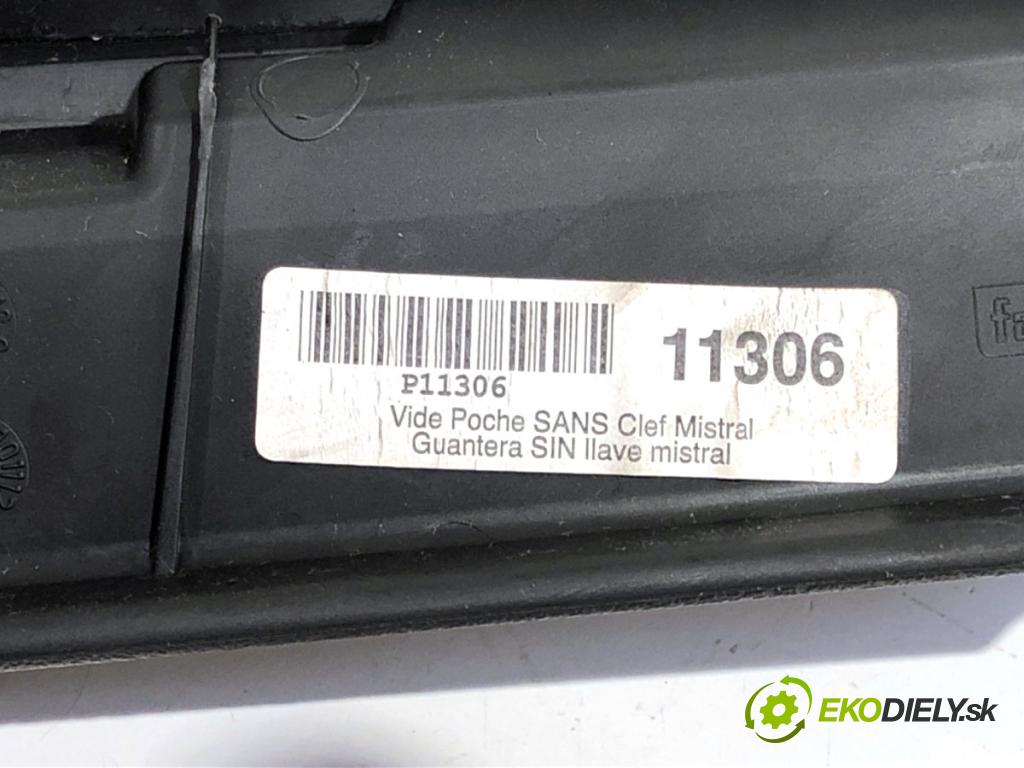 11306
P11306
Vide Poche SANS Clef Mistral
Guantera SIN llave mistral
EKODIELY.sk